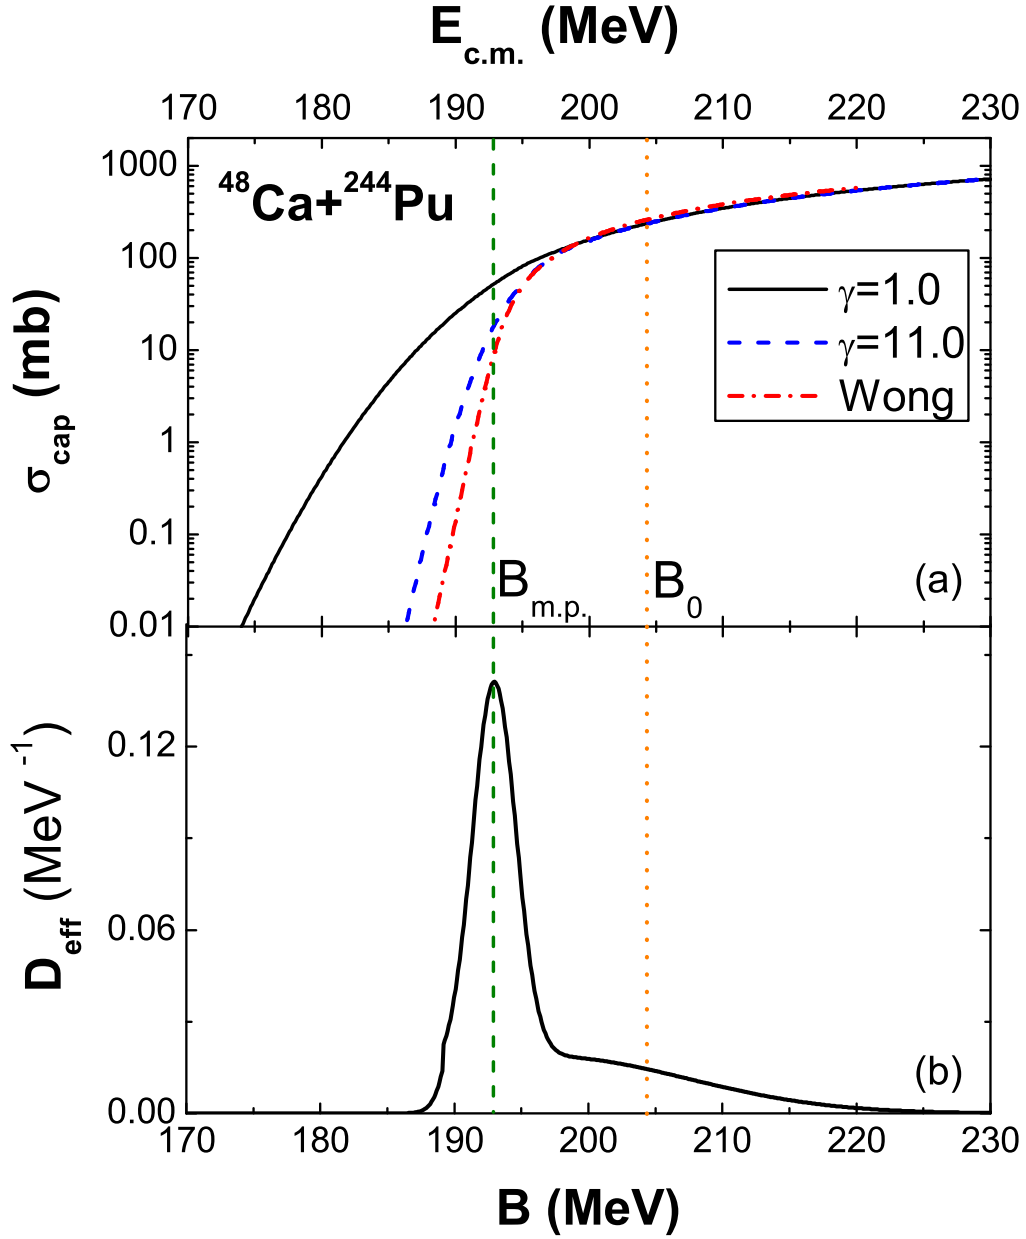 E_c.m. (MeV)
170 180 190 200 210 220 230
^48Ca+^244Pu
1000
100
10
1
0.1
0.01
σ_cap (mb)
γ=1.0
γ=11.0
Wong
B_m.p.
B_0
(a)
0.12
0.06
0.00
D_eff (MeV^-1)
(b)
170 180 190 200 210 220 230
B (MeV)